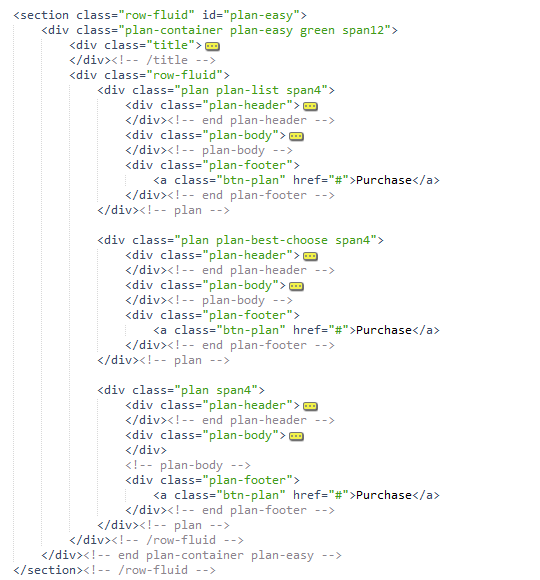 <section class="row-fluid" id="plan-easy">
<div class="plan-container plan-easy green span12">
<div class="title">
</div><!-- /title -->
<div class="row-fluid">
<div class="plan plan-list span4">
<div class="plan-header">
</div><!-- end plan-header -->
<div class="plan-body">
</div><!-- plan-body -->
<div class="plan-footer">
<a class="btn-plan" href="#">Purchase</a>
</div><!-- end plan-footer -->
</div><!-- plan -->
<div class="plan plan-best-choose span4">
<div class="plan-header">
</div><!-- end plan-header -->
<div class="plan-body">
</div><!-- plan-body -->
<div class="plan-footer">
<a class="btn-plan" href="#">Purchase</a>
</div><!-- end plan-footer -->
</div><!-- plan -->
<div class="plan span4">
<div class="plan-header">
</div><!-- end plan-header -->
<div class="plan-body">
</div>
<!-- plan-body -->
<div class="plan-footer">
<a class="btn-plan" href="#">Purchase</a>
</div><!-- end plan-footer -->
</div><!-- plan -->
</div><!-- /row-fluid -->
</div><!-- end plan-container plan-easy -->
</section><!-- /row-fluid -->